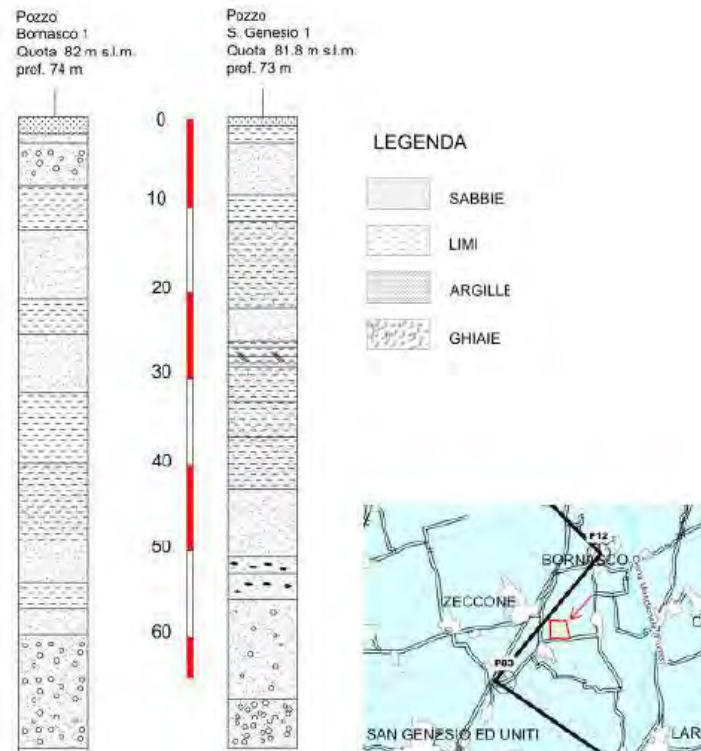 Pozzo
Bornasco 1
Quota 82 m s.l.m.
prof. 74 m
Pozzo
S. Genesio 1
Quota 81.8 m s.l.m.
prof. 73 m
0
10
20
30
40
50
60
LEGENDA
SABBIE
LIMI
ARGILLE
GHIAIE
P12
BORNASCO
ZECCONE
P03
SAN GENESIO ED UNITI
LAR